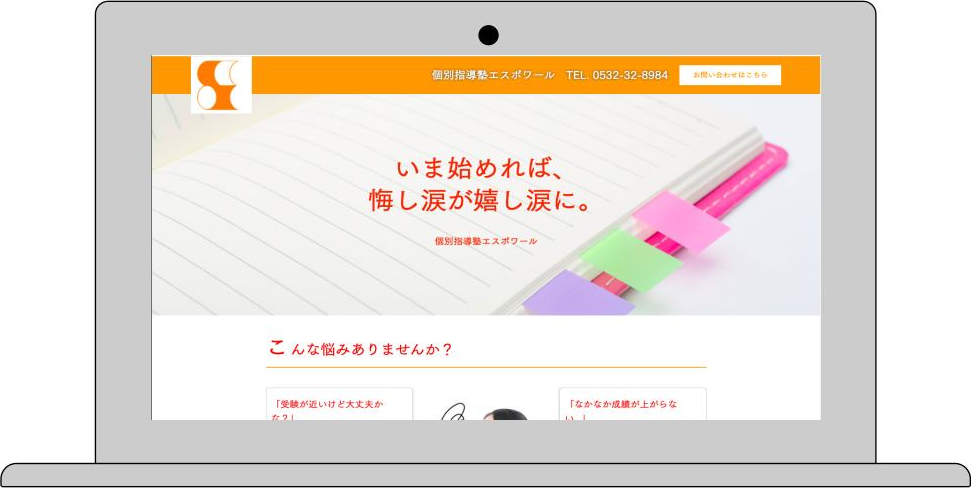 個別指導塾エスポワール TEL. 0532-32-8984
お問い合わせはこちら
いま始めれば、
悔し涙が嬉し涙に。
個別指導塾エスポワール
こんな悩みありませんか？
「受験が近いけど大丈夫か
な？」
「なかなか成績が上がらな
い…」